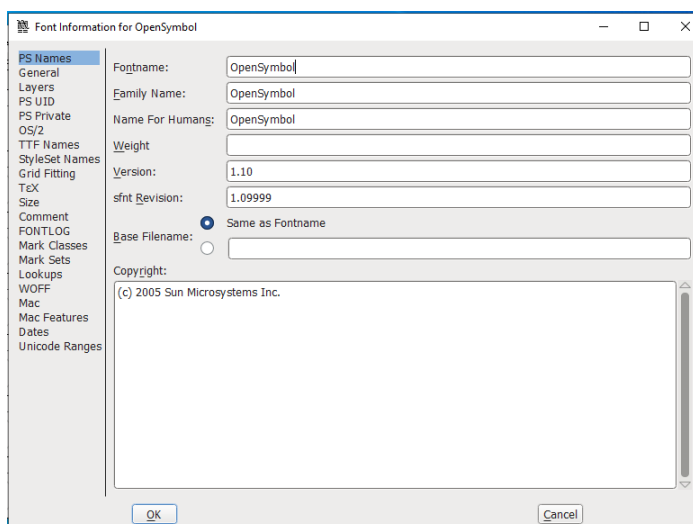 Font Information for OpenSymbol
PS Names
General
Layers
PS UID
PS Private
OS/2
TTF Names
StyleSet Names
Grid Fitting
ΤεΧ
Size
Comment
FONTLOG
Mark Classes
Mark Sets
Lookups
WOFF
Mac
Mac Features
Dates
Unicode Ranges
Fontname: OpenSymbol
Family Name: OpenSymbol
Name For Humans: OpenSymbol
Weight
Version: 1.10
sfnt Revision: 1.09999
Base Filename: Same as Fontname
Copyright:
(c) 2005 Sun Microsystems Inc.
OK Cancel